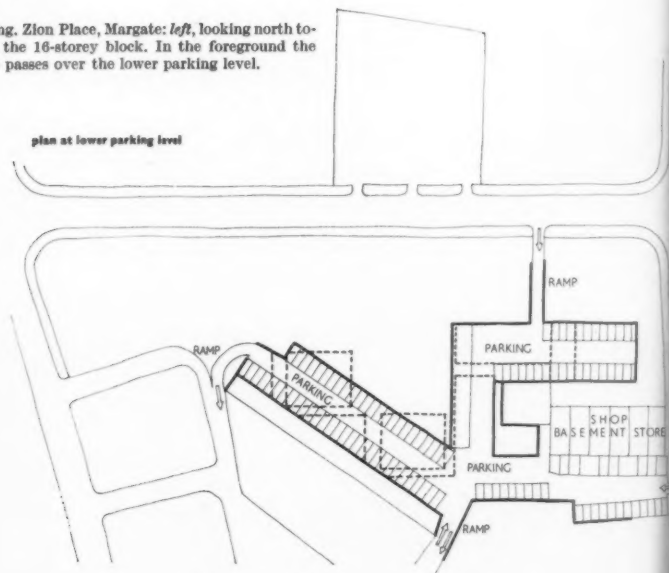 ng. Zion Place, Margate: left, looking north to-
the 16-storey block. In the foreground the
passes over the lower parking level.
plan at lower parking level
RAMP
RAMP
PARKING
PARKING
SHOP
BASEMENT STORE
PARKING
RAMP